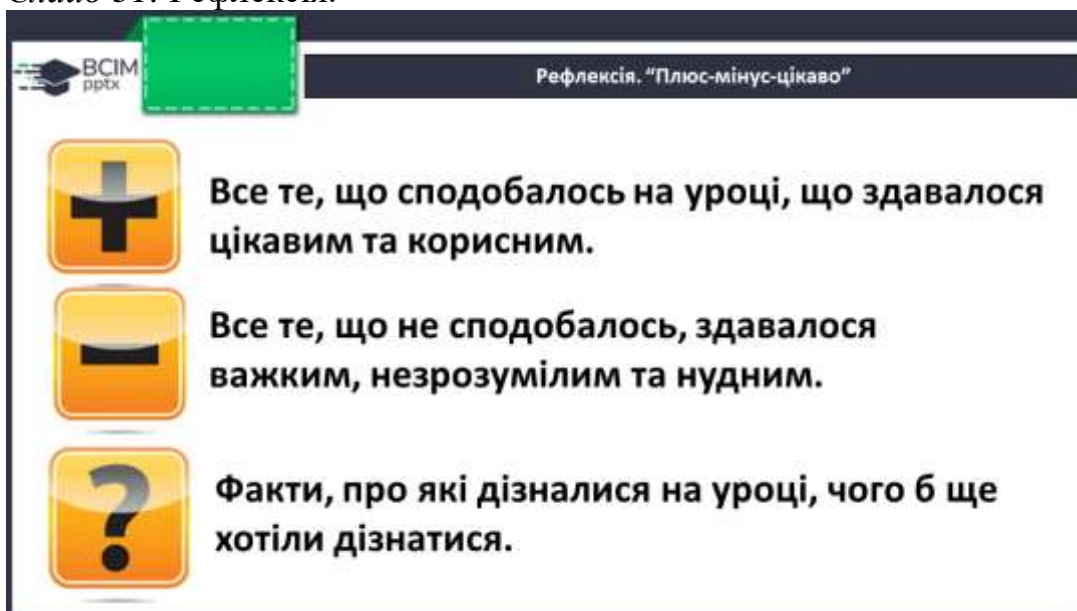 Рефлексія.
ВСІМ
pptx
Рефлексія. “Плюс-мінус-цікаво”
Все те, що сподобалось на уроці, що здавалося
цікавим та корисним.
Все те, що не сподобалось, здавалося
важким, незрозумілим та нудним.
?
Факти, про які дізналися на уроці, чого б ще
хотіли дізнатися.